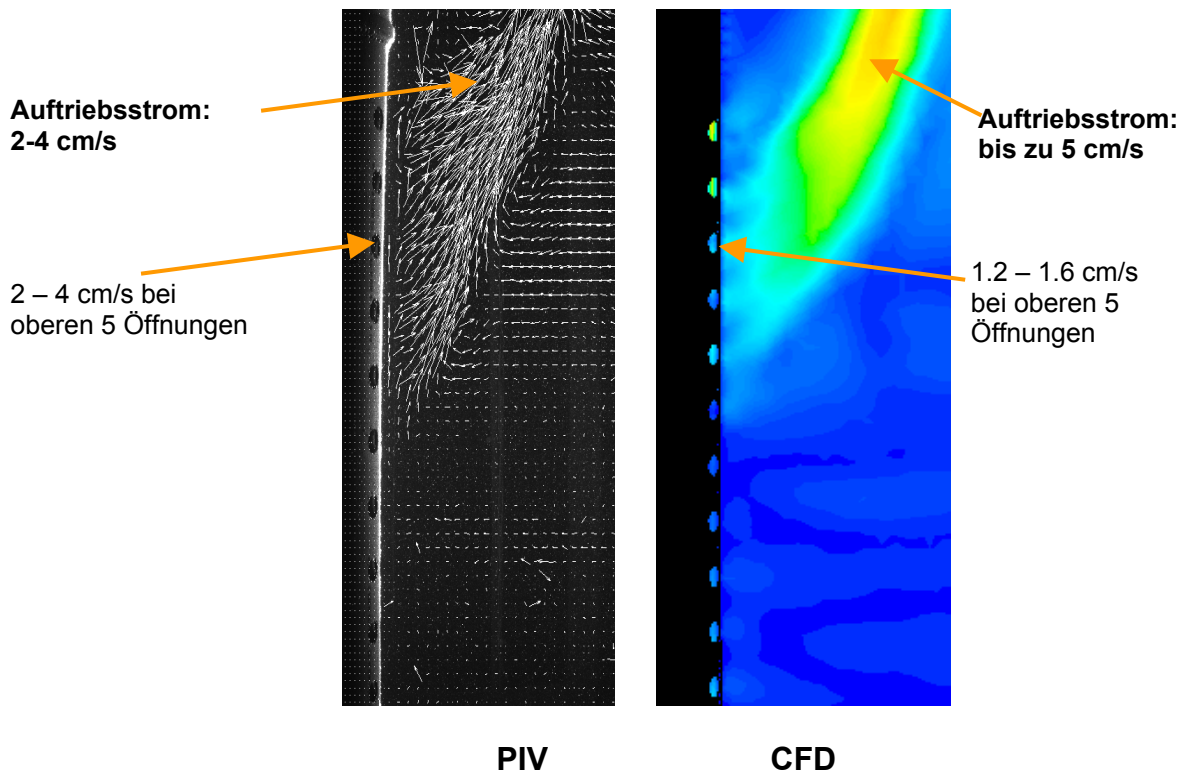 Auftriebsstrom:
2-4 cm/s
2 – 4 cm/s bei
oberen 5 Öffnungen
Auftriebsstrom:
bis zu 5 cm/s
1.2 – 1.6 cm/s
bei oberen 5
Öffnungen
PIV
CFD